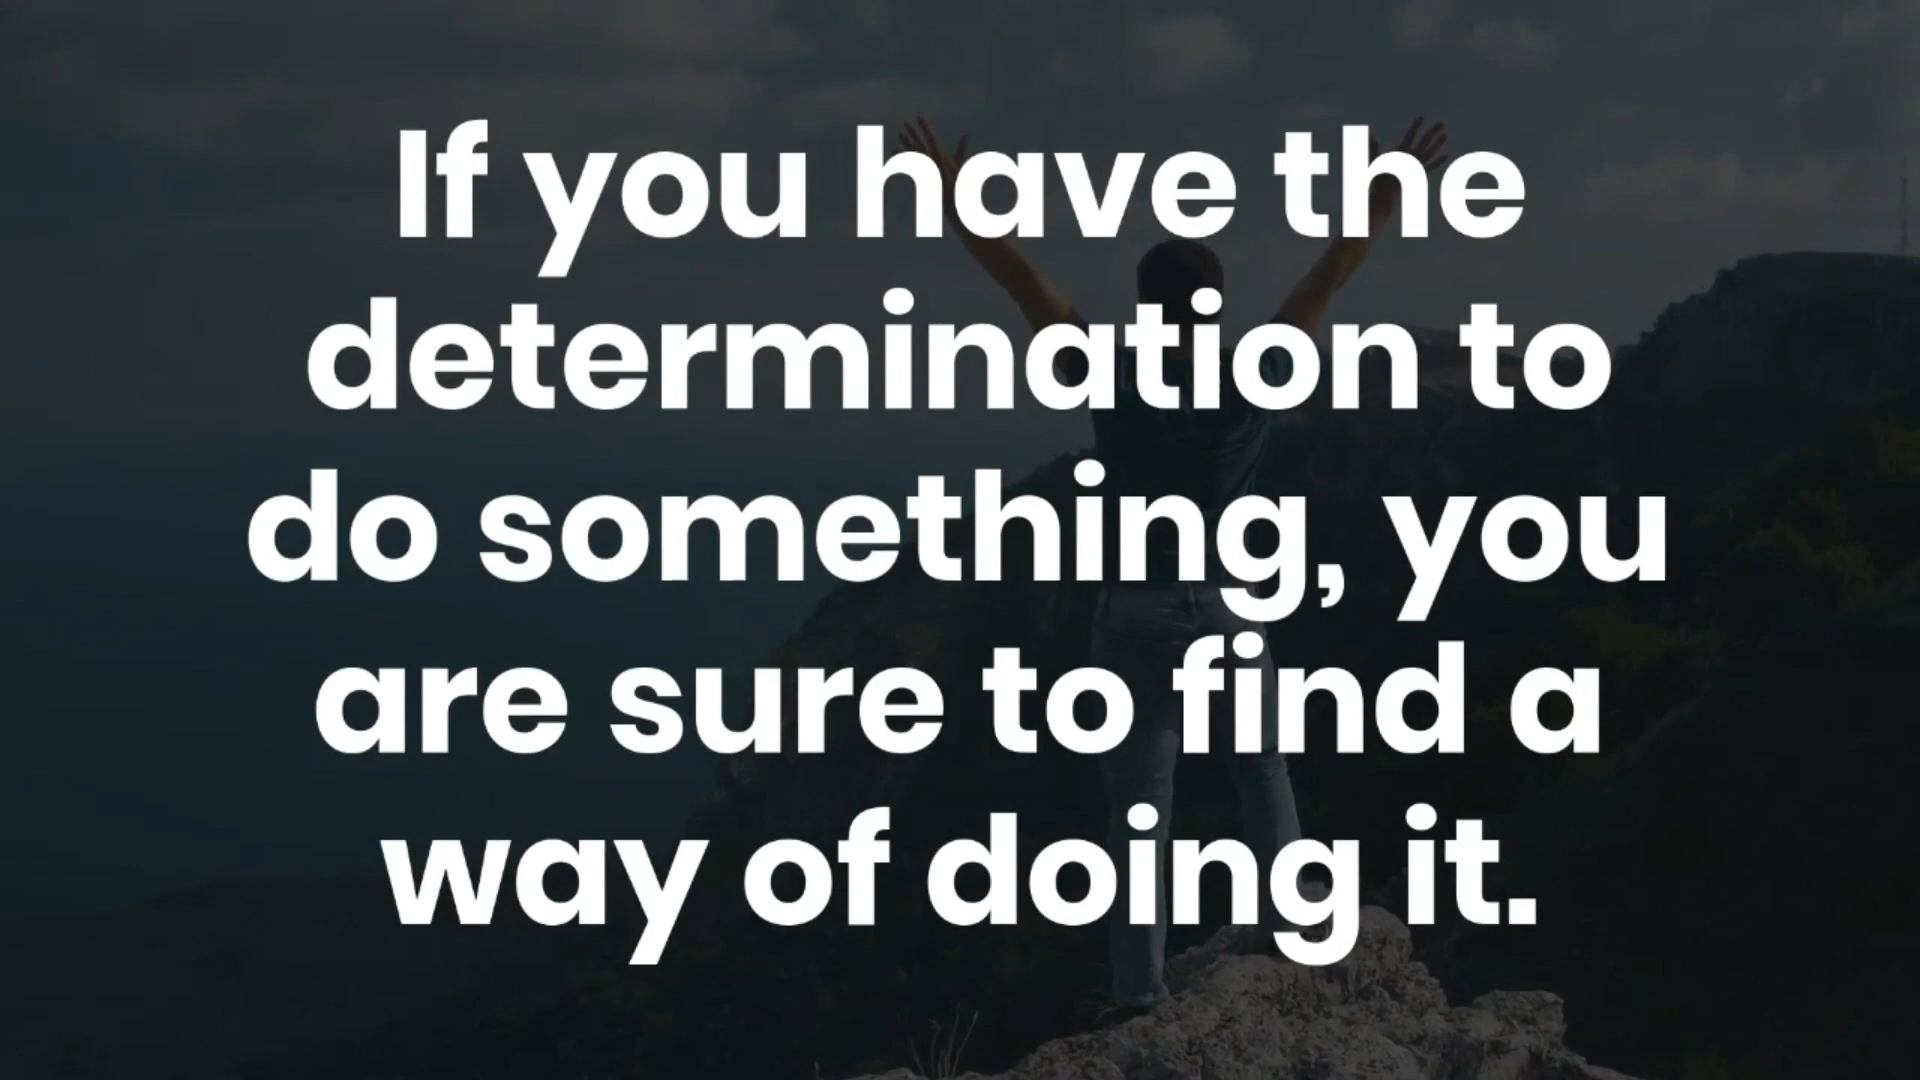 If you have the
determination to
do something, you
are sure to find a
way of doing it.